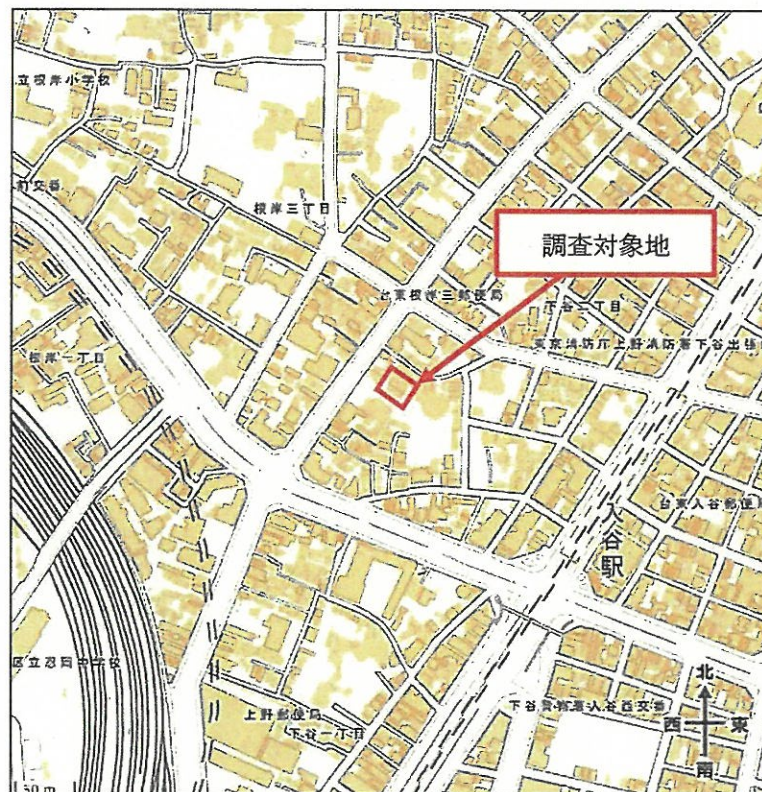 立根岸小学校
前交番
根岸三丁目
調査対象地
台東根岸三郵便局
下谷二丁目
東京消防庁上野消防署下谷出張
根岸一丁目
台東入谷郵便局
入谷駅
区立忍岡中学校
上野郵便局
下谷一丁目
下谷警察署入谷西交番
北
西
東
南
50m